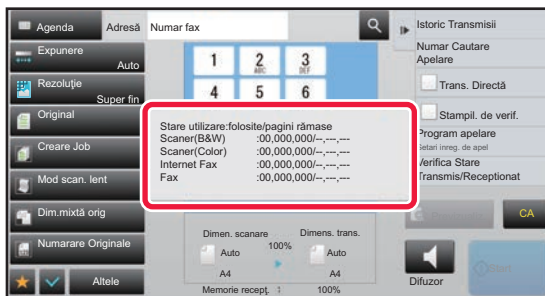 Agenda
Adresă
Numar fax
Istoric Transmisii
Expunere
Auto
1
2
ABC
3
DEF
Numar Cautare
Apelare
Rezoluţie
Super fin
4
5
6
Trans. Directă
Original
Stampil. de verif.
Stare utilizare:folosite/pagini rămase
Scaner(B&W) :00,000,000/--,---,---
Scaner(Color) :00,000,000/--,---,---
Internet Fax :00,000,000/--,---,---
Fax :00,000,000/--,---,---
Creare Job
Program apelare
Setari inreg. de apel
Mod scan. lent
Verifica Stare
Transmis/Receptionat
Dim.mixtă orig
CA
Dimen. scanare
Dimens. trans.
Numarare Originale
Auto
100%
Auto
A4
A4
Start
Altele
Memorie recepţ. : 100%
Difuzor